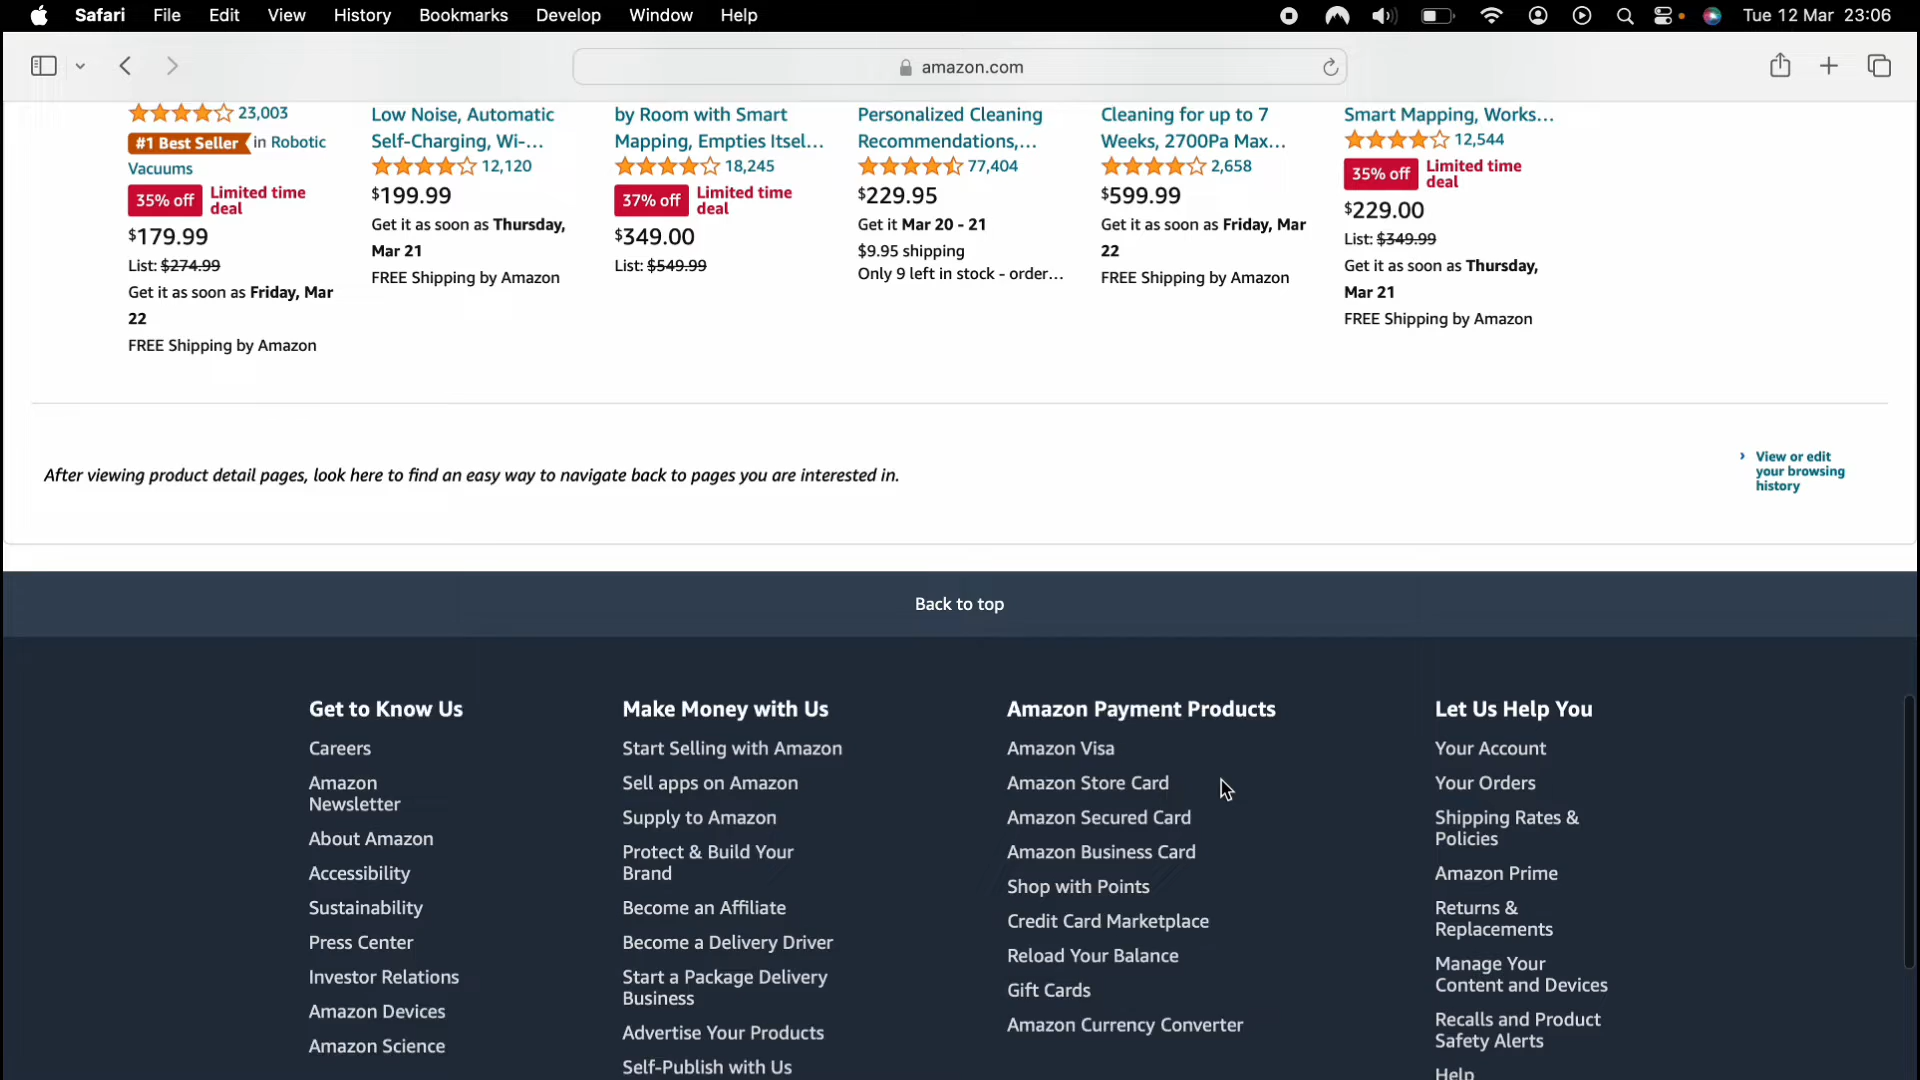 Safari File Edit View History Bookmarks Develop Window Help Tue 12 Mar 23:06
amazon.com
23,003
#1 Best Seller in Robotic
Vacuums
35% off Limited time
deal
$179.99
List: $274.99
Get it as soon as Friday, Mar
22
FREE Shipping by Amazon
Low Noise, Automatic
Self-Charging, Wi-…
12,120
$199.99
Get it as soon as Thursday,
Mar 21
FREE Shipping by Amazon
by Room with Smart
Mapping, Empties Itsel…
18,245
37% off Limited time
deal
$349.00
List: $549.99
Personalized Cleaning
Recommendations,…
77,404
$229.95
Get it Mar 20 - 21
$9.95 shipping
Only 9 left in stock - order…
Cleaning for up to 7
Weeks, 2700Pa Max…
2,658
$599.99
Get it as soon as Friday, Mar
22
FREE Shipping by Amazon
Smart Mapping, Works…
12,544
35% off Limited time
deal
$229.00
List: $349.99
Get it as soon as Thursday,
Mar 21
FREE Shipping by Amazon
After viewing product detail pages, look here to find an easy way to navigate back to pages you are interested in.
› View or edit
your browsing
history
Back to top
Get to Know Us
Careers
Amazon
Newsletter
About Amazon
Accessibility
Sustainability
Press Center
Investor Relations
Amazon Devices
Amazon Science
Make Money with Us
Start Selling with Amazon
Sell apps on Amazon
Supply to Amazon
Protect & Build Your
Brand
Become an Affiliate
Become a Delivery Driver
Start a Package Delivery
Business
Advertise Your Products
Self-Publish with Us
Amazon Payment Products
Amazon Visa
Amazon Store Card
Amazon Secured Card
Amazon Business Card
Shop with Points
Credit Card Marketplace
Reload Your Balance
Gift Cards
Amazon Currency Converter
Let Us Help You
Your Account
Your Orders
Shipping Rates &
Policies
Amazon Prime
Returns &
Replacements
Manage Your
Content and Devices
Recalls and Product
Safety Alerts
Help